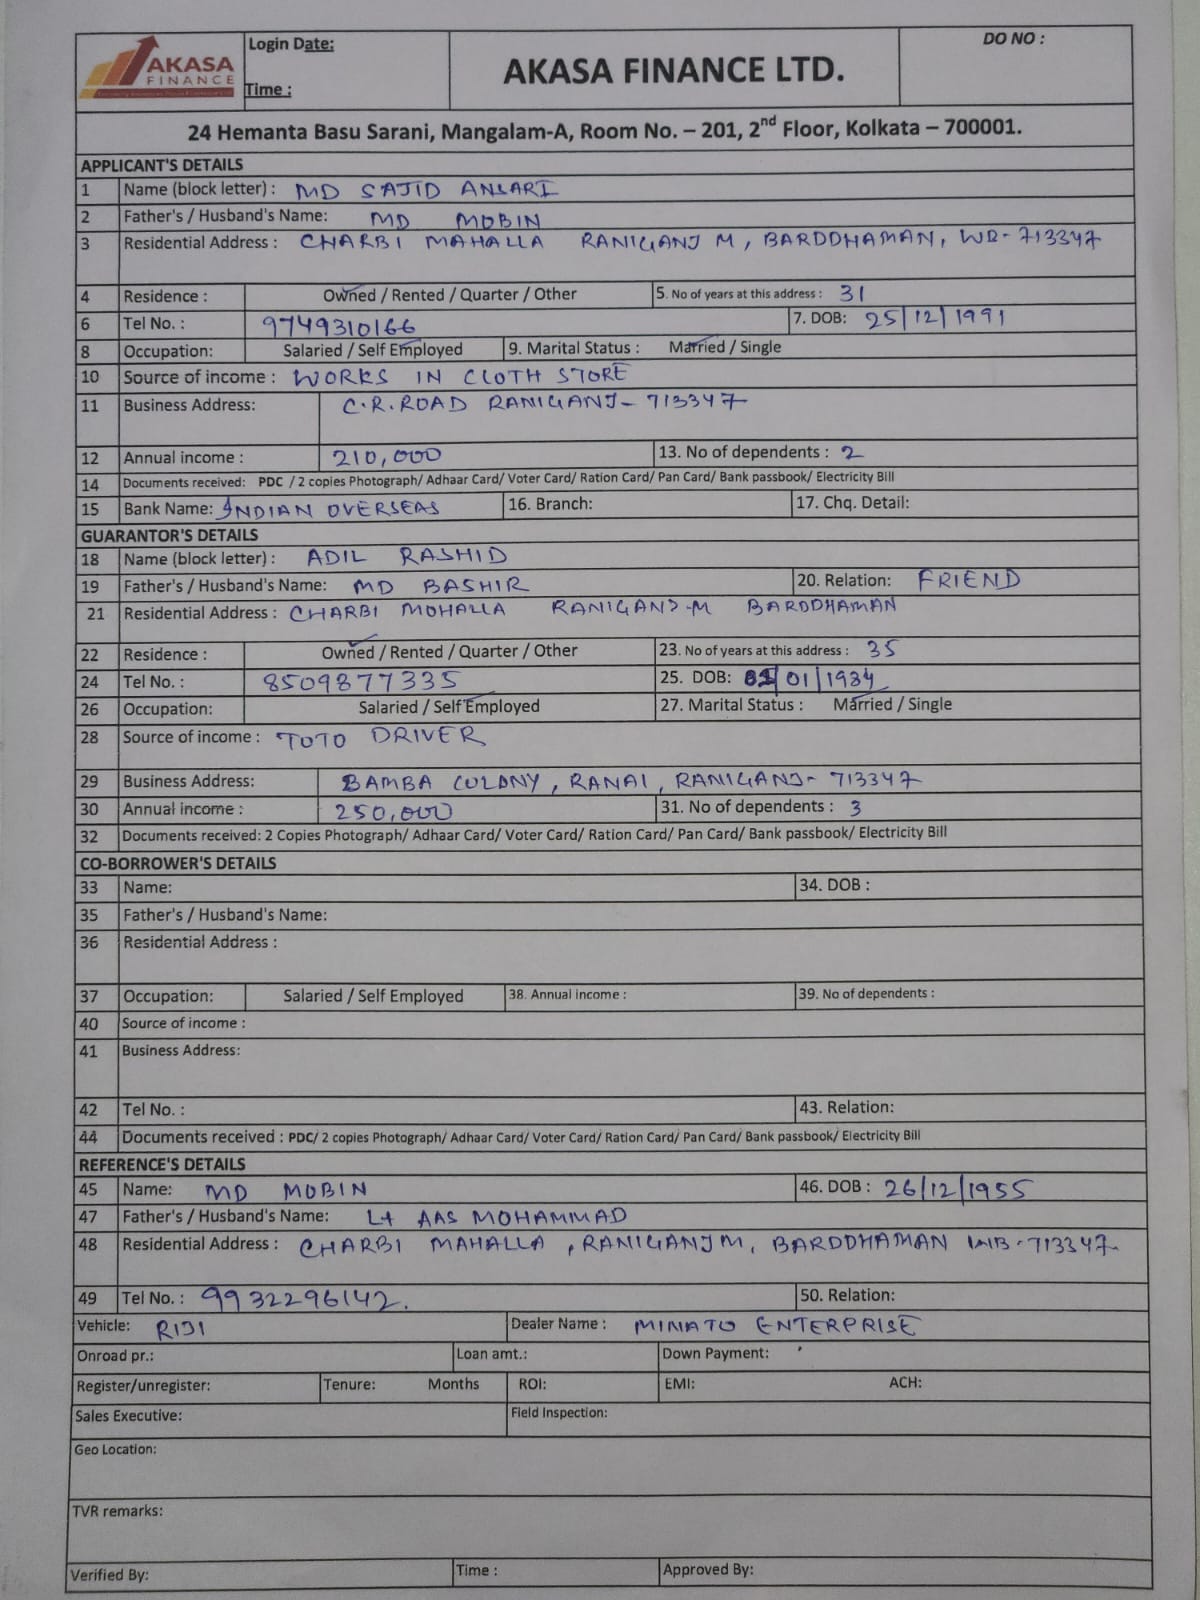 AKASA
FINANCE
Login Date:
Time :
AKASA FINANCE LTD.
DO NO :
24 Hemanta Basu Sarani, Mangalam-A, Room No. – 201, 2nd Floor, Kolkata – 700001.
APPLICANT'S DETAILS
1 Name (block letter) : MD SAJID ANSARI
2 Father's / Husband's Name: MD MOBIN
3 Residential Address : CHARBI MAHALLA RANIGANJ M, BARDDHAMAN, WB- 713347
4 Residence : Owned / Rented / Quarter / Other 5. No of years at this address : 31
6 Tel No. : 9749310166 7. DOB: 25/12/1991
8 Occupation: Salaried / Self Employed 9. Marital Status : Married / Single
10 Source of income : WORKS IN CLOTH STORE
11 Business Address: C.R.ROAD RANIGANJ- 713347
12 Annual income : 210,000 13. No of dependents : 2
14 Documents received: PDC / 2 copies Photograph/ Adhaar Card/ Voter Card/ Ration Card/ Pan Card/ Bank passbook/ Electricity Bill
15 Bank Name: INDIAN OVERSEAS 16. Branch: 17. Chq. Detail:
GUARANTOR'S DETAILS
18 Name (block letter) : ADIL RASHID
19 Father's / Husband's Name: MD BASHIR 20. Relation: FRIEND
21 Residential Address : CHARBI MOHALLA RANIGANJ-M BARDDHAMAN
22 Residence : Owned / Rented / Quarter / Other 23. No of years at this address : 35
24 Tel No. : 8509877335 25. DOB: /01/1984
26 Occupation: Salaried / Self Employed 27. Marital Status : Married / Single
28 Source of income : TOTO DRIVER
29 Business Address: BAMBA COLONY, RANAI, RANIGANJ- 713347
30 Annual income : 250,000 31. No of dependents : 3
32 Documents received: 2 Copies Photograph/ Adhaar Card/ Voter Card/ Ration Card/ Pan Card/ Bank passbook/ Electricity Bill
CO-BORROWER'S DETAILS
33 Name: 34. DOB :
35 Father's / Husband's Name:
36 Residential Address :
37 Occupation: Salaried / Self Employed 38. Annual income : 39. No of dependents :
40 Source of income :
41 Business Address:
42 Tel No. : 43. Relation:
44 Documents received : PDC/ 2 copies Photograph/ Adhaar Card/ Voter Card/ Ration Card/ Pan Card/ Bank passbook/ Electricity Bill
REFERENCE'S DETAILS
45 Name: MD MOBIN 46. DOB : 26/12/1955
47 Father's / Husband's Name: Lt AAS MOHAMMAD
48 Residential Address : CHARBI MAHALLA , RANIGANJ M, BARDDHAMAN WB-713347
49 Tel No. : 9932296142. 50. Relation:
Vehicle: Dealer Name : MINATO ENTERPRISE
Onroad pr.: Loan amt.: Down Payment:
Register/unregister: Tenure: Months ROI: EMI: ACH:
Sales Executive: Field Inspection:
Geo Location:
TVR remarks:
Verified By: Time : Approved By: